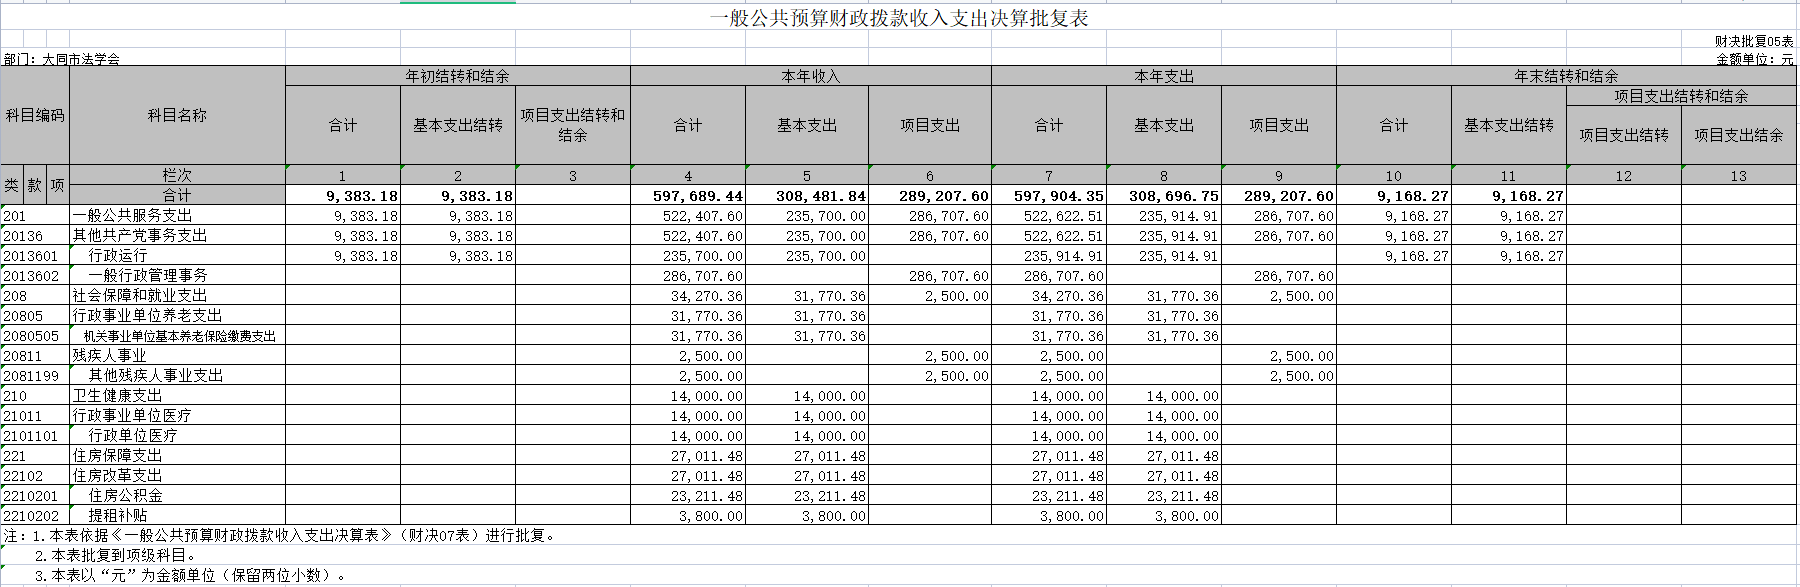 一般公共预算财政拨款收入支出决算批复表
财决批复05表
部门：大同市法学会 金额单位：元
科目编码 科目名称 年初结转和结余 本年收入 本年支出 年末结转和结余
合计 基本支出结转 项目支出结转和结余 合计 基本支出 项目支出 合计 基本支出 项目支出 合计 基本支出结转 项目支出结转和结余
项目支出结转 项目支出结余
类 款 项 栏次 1 2 3 4 5 6 7 8 9 10 11 12 13
合计 9,383.18 9,383.18 597,689.44 308,481.84 289,207.60 597,904.35 308,696.75 289,207.60 9,168.27 9,168.27
201 一般公共服务支出 9,383.18 9,383.18 522,407.60 235,700.00 286,707.60 522,622.51 235,914.91 286,707.60 9,168.27 9,168.27
20136 其他共产党事务支出 9,383.18 9,383.18 522,407.60 235,700.00 286,707.60 522,622.51 235,914.91 286,707.60 9,168.27 9,168.27
2013601 行政运行 9,383.18 9,383.18 235,700.00 235,700.00 235,914.91 235,914.91 9,168.27 9,168.27
2013602 一般行政管理事务 286,707.60 286,707.60 286,707.60 286,707.60
208 社会保障和就业支出 34,270.36 31,770.36 2,500.00 34,270.36 31,770.36 2,500.00
20805 行政事业单位养老支出 31,770.36 31,770.36 31,770.36 31,770.36
2080505 机关事业单位基本养老保险缴费支出 31,770.36 31,770.36 31,770.36 31,770.36
20811 残疾人事业 2,500.00 2,500.00 2,500.00 2,500.00
2081199 其他残疾人事业支出 2,500.00 2,500.00 2,500.00 2,500.00
210 卫生健康支出 14,000.00 14,000.00 14,000.00 14,000.00
21011 行政事业单位医疗 14,000.00 14,000.00 14,000.00 14,000.00
2101101 行政单位医疗 14,000.00 14,000.00 14,000.00 14,000.00
221 住房保障支出 27,011.48 27,011.48 27,011.48 27,011.48
22102 住房改革支出 27,011.48 27,011.48 27,011.48 27,011.48
2210201 住房公积金 23,211.48 23,211.48 23,211.48 23,211.48
2210202 提租补贴 3,800.00 3,800.00 3,800.00 3,800.00
注：1.本表依据《一般公共预算财政拨款收入支出决算表》（财决07表）进行批复。
2.本表批复到项级科目。
3.本表以“元”为金额单位（保留两位小数）。